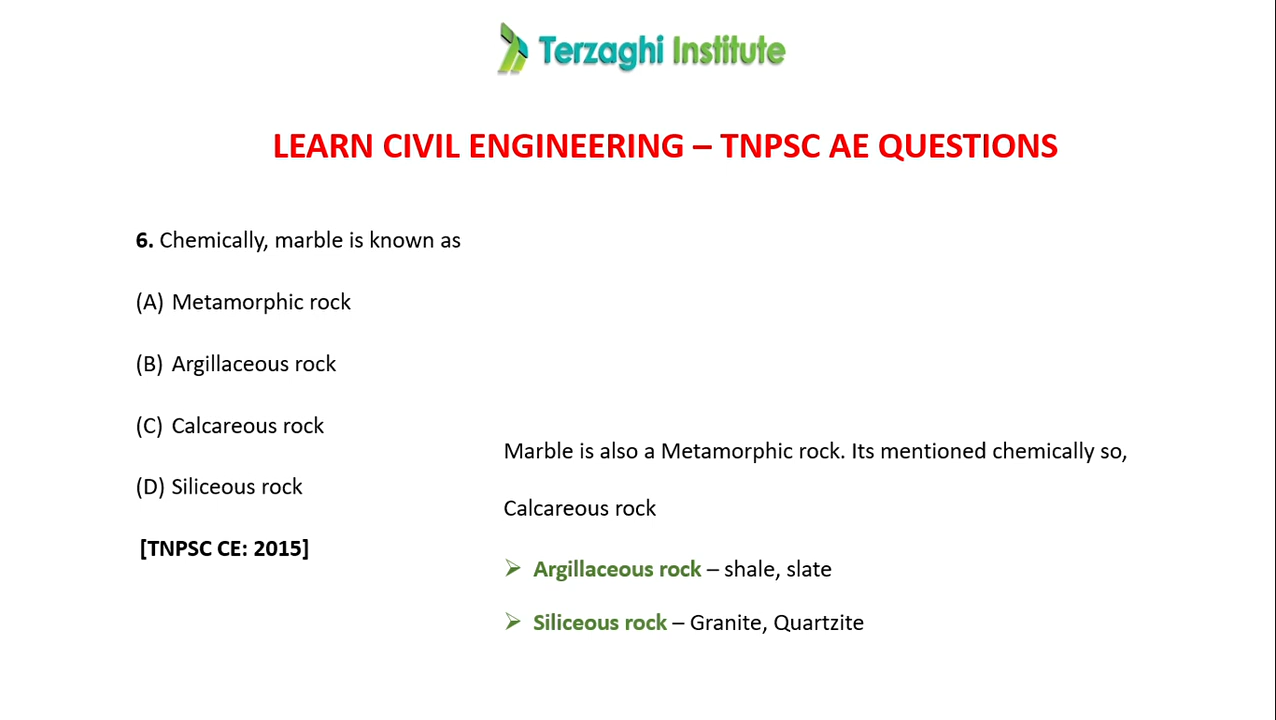 Terzaghi Institute
LEARN CIVIL ENGINEERING – TNPSC AE QUESTIONS
6. Chemically, marble is known as
(A) Metamorphic rock
(B) Argillaceous rock
(C) Calcareous rock
(D) Siliceous rock
[TNPSC CE: 2015]
Marble is also a Metamorphic rock. Its mentioned chemically so,
Calcareous rock
➢ Argillaceous rock – shale, slate
➢ Siliceous rock – Granite, Quartzite